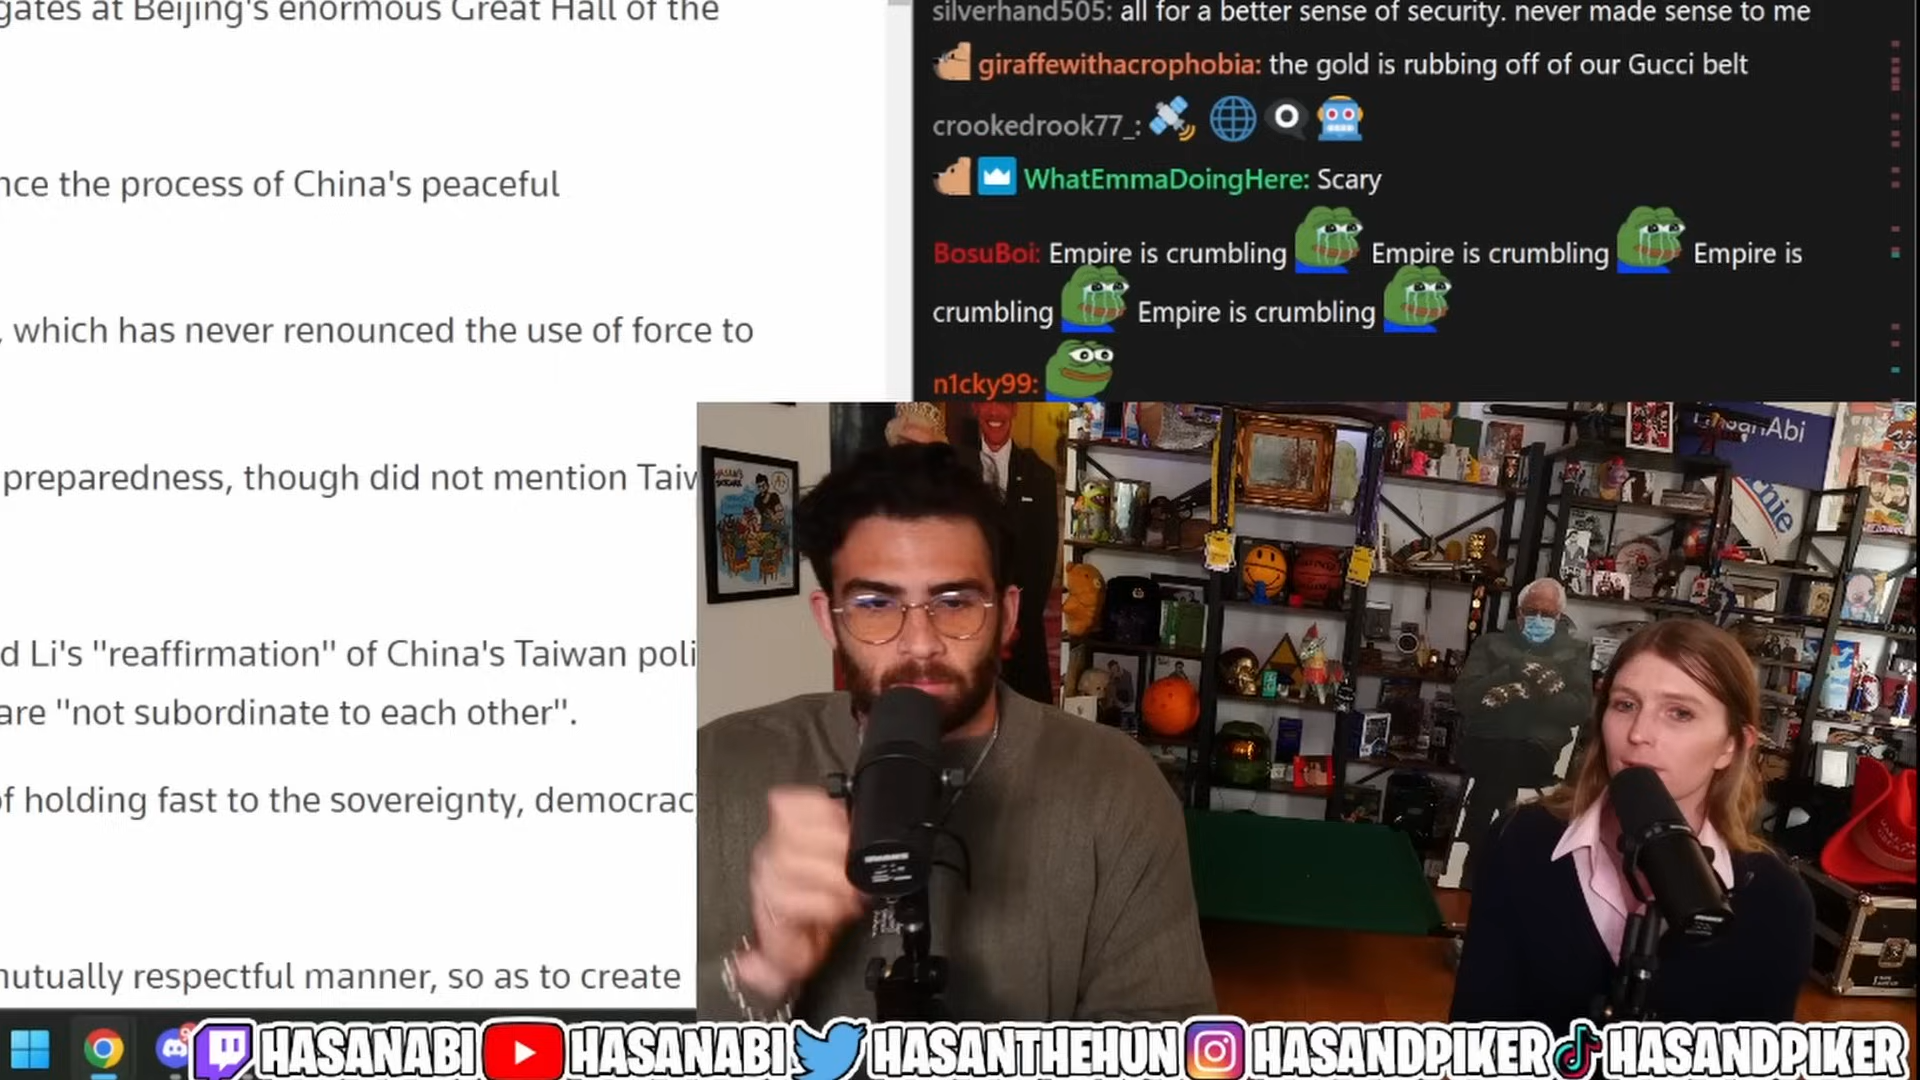 gates at Beijing's enormous Great Hall of the
nce the process of China's peaceful
, which has never renounced the use of force to
preparedness, though did not mention Taiw
d Li's "reaffirmation" of China's Taiwan poli
are "not subordinate to each other".
of holding fast to the sovereignty, democrac
mutually respectful manner, so as to create
silverhand505: all for a better sense of security. never made sense to me
giraffewithacrophobia: the gold is rubbing off of our Gucci belt
crookedrook77_:
WhatEmmaDoingHere: Scary
BosuBoi: Empire is crumbling Empire is crumbling Empire is
crumbling Empire is crumbling
n1cky99:
HASANABI HASANABI HASANTHEHUN HASANDPIKER HASANDPIKER